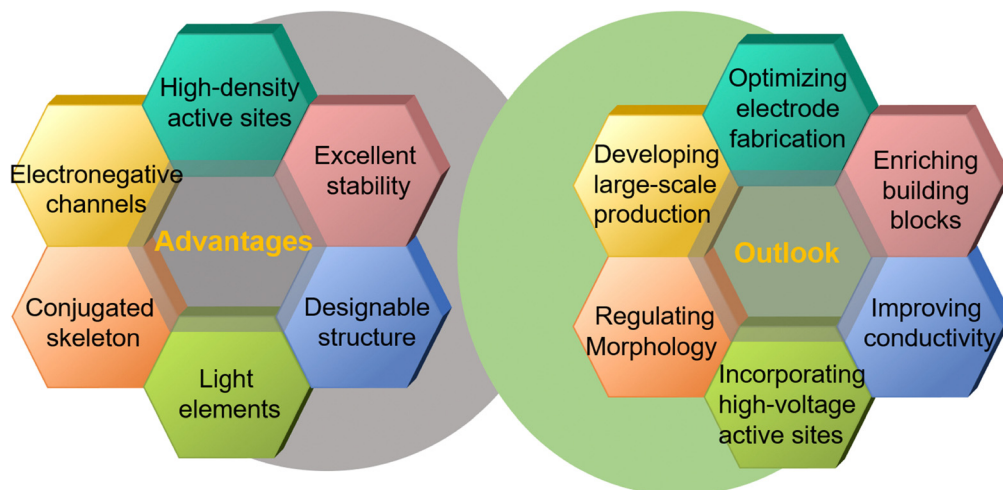 High-density
active sites
Electronegative
channels
Excellent
stability
Advantages
Conjugated
skeleton
Designable
structure
Light
elements
Optimizing
electrode
fabrication
Developing
large-scale
production
Enriching
building
blocks
Outlook
Regulating
Morphology
Improving
conductivity
Incorporating
high-voltage
active sites